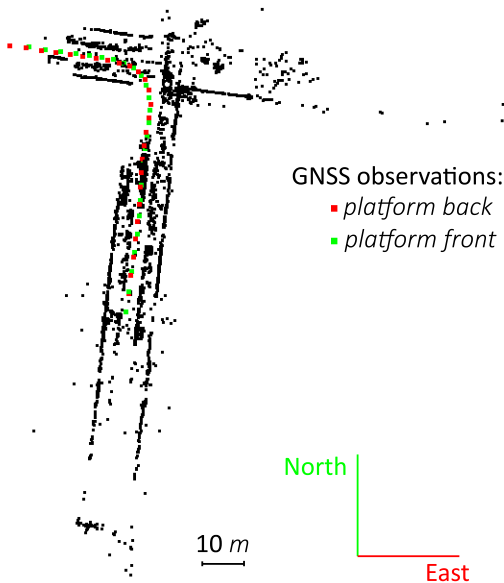 GNSS observations:
platform back
platform front
North
10 m
East